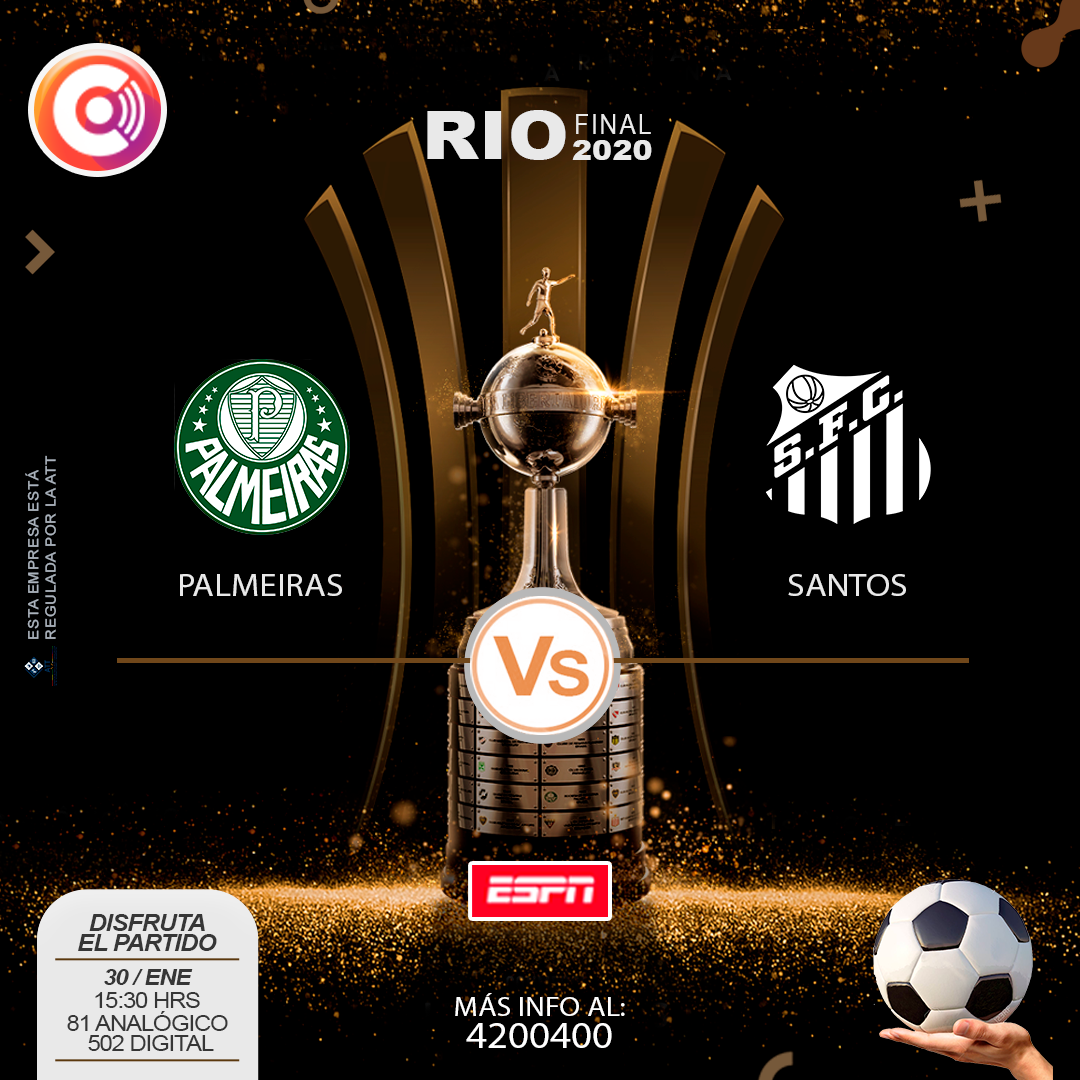 RIO FINAL
2020
P
PALMEIRAS
S.F.C.
PALMEIRAS
SANTOS
Vs
ESTA EMPRESA ESTÁ
REGULADA POR LA ATT
ESPN
DISFRUTA
EL PARTIDO
30 / ENE
15:30 HRS
81 ANALÓGICO
502 DIGITAL
MÁS INFO AL:
4200400